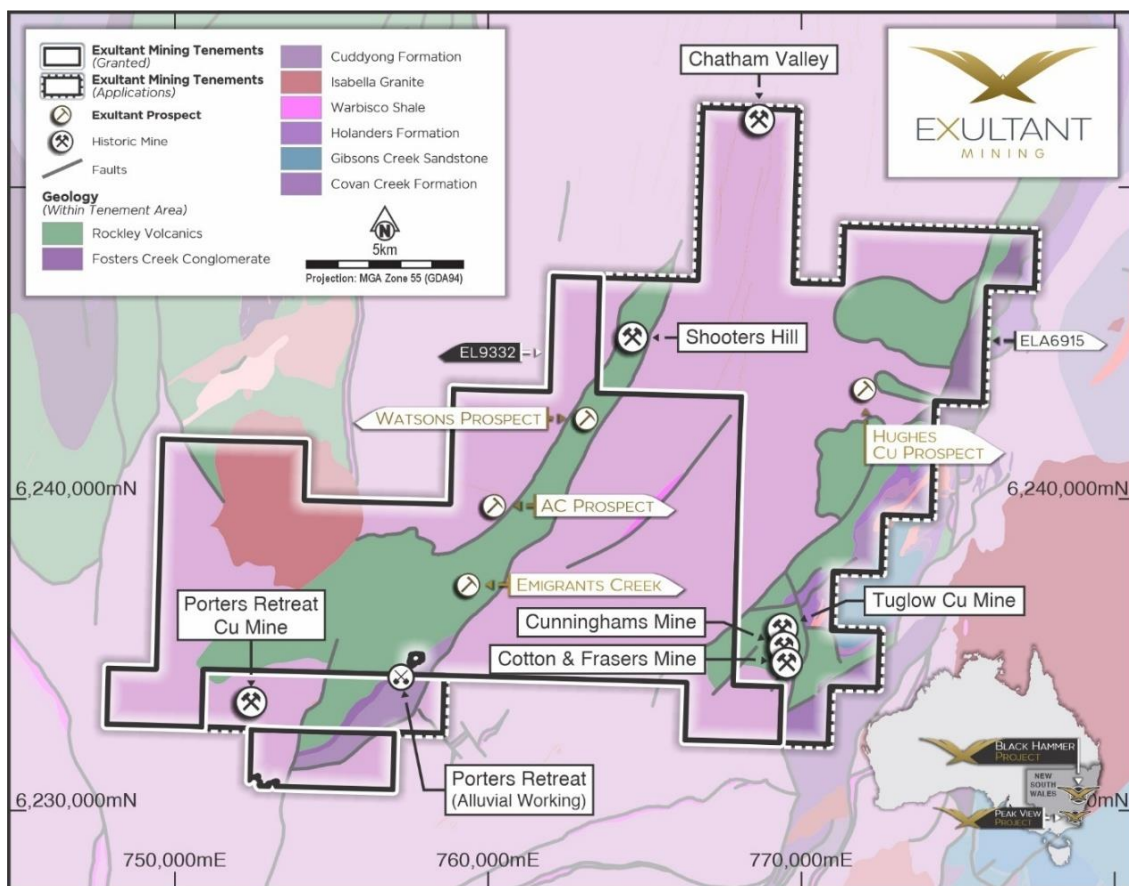 Exultant Mining Tenements
(Granted)
Exultant Mining Tenements
(Applications)
Exultant Prospect
Historic Mine
Faults
Geology
(Within Tenement Area)
Rockley Volcanics
Fosters Creek Conglomerate
Cuddyong Formation
Isabella Granite
Warbisco Shale
Holanders Formation
Gibsons Creek Sandstone
Covan Creek Formation
N
5km
Projection: MGA Zone 55 (GDA94)
EXULTANT
MINING
Chatham Valley
Shooters Hill
EL9332
ELA6915
WATSONS PROSPECT
HUGHES
CU PROSPECT
6,240,000mN
6,240,000mN
AC PROSPECT
EMIGRANTS CREEK
Porters Retreat
Cu Mine
Tuglow Cu Mine
Cunninghams Mine
Cotton & Frasers Mine
Porters Retreat
(Alluvial Working)
BLACK HAMMER
PROJECT
NEW
SOUTH
WALES
PEAK VIEW
PROJECT
6,230,000mN
0mN
750,000mE
760,000mE
770,000mE